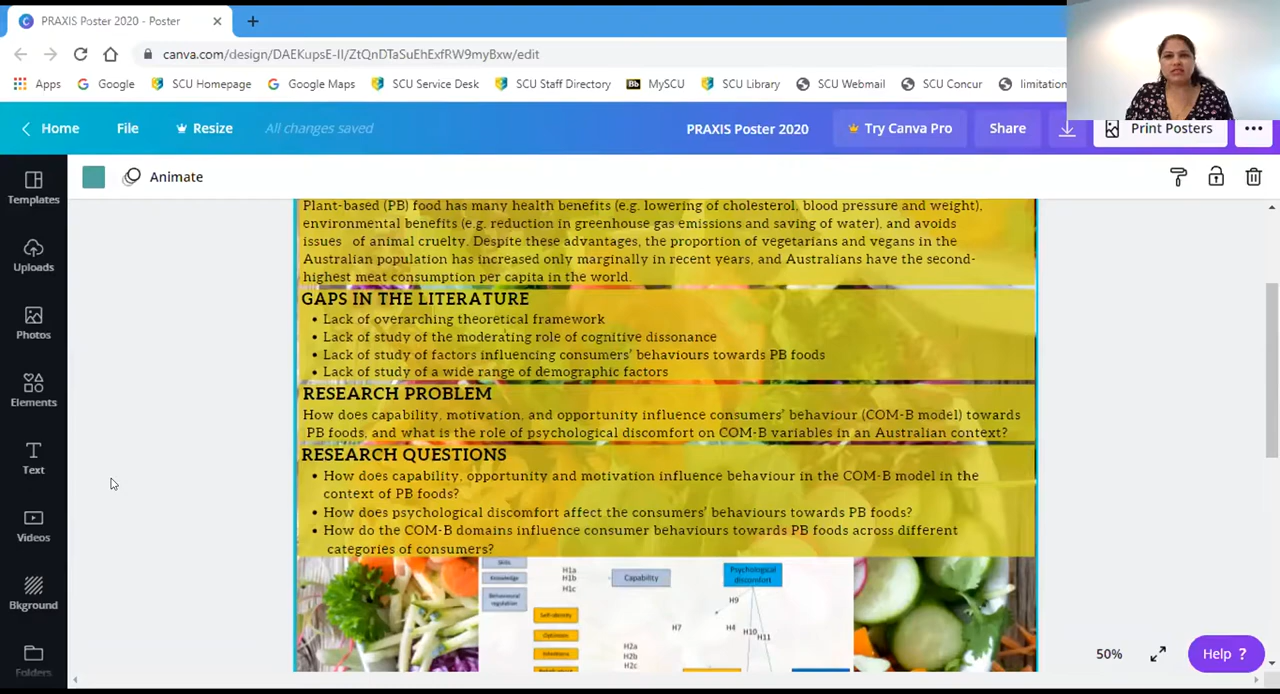 PRAXIS Poster 2020 - Poster
canva.com/design/DAEKupsE-II/ZtQnDTaSuEhExfRW9myBxw/edit
Apps
Google
SCU Homepage
Google Maps
SCU Service Desk
SCU Staff Directory
Bb MySCU
SCU Library
SCU Webmail
SCU Concur
limitation
Home
File
Resize
All changes saved
PRAXIS Poster 2020
Try Canva Pro
Share
Print Posters
Animate
Templates
Uploads
Photos
Elements
Text
Videos
Bkground
Folders
Plant-based (PB) food has many health benefits (e.g. lowering of cholesterol, blood pressure and weight),
environmental benefits (e.g. reduction in greenhouse gas emissions and saving of water), and avoids
issues of animal cruelty. Despite these advantages, the proportion of vegetarians and vegans in the
Australian population has increased only marginally in recent years, and Australians have the second-
highest meat consumption per capita in the world.
GAPS IN THE LITERATURE
• Lack of overarching theoretical framework
• Lack of study of the moderating role of cognitive dissonance
• Lack of study of factors influencing consumers' behaviours towards PB foods
• Lack of study of a wide range of demographic factors
RESEARCH PROBLEM
How does capability, motivation, and opportunity influence consumers' behaviour (COM-B model) towards
PB foods, and what is the role of psychological discomfort on COM-B variables in an Australian context?
RESEARCH QUESTIONS
• How does capability, opportunity and motivation influence behaviour in the COM-B model in the
context of PB foods?
• How does psychological discomfort affect the consumers' behaviours towards PB foods?
• How do the COM-B domains influence consumer behaviours towards PB foods across different
categories of consumers?
Skills
Knowledge
Behavioural
regulation
H1a
H1b
H1c
Capability
Psychological
discomfort
Self-identity
Optimism
Intentions
H2a
H2b
H2c
H9
H7
H4
H10
H11
50%
Help ?